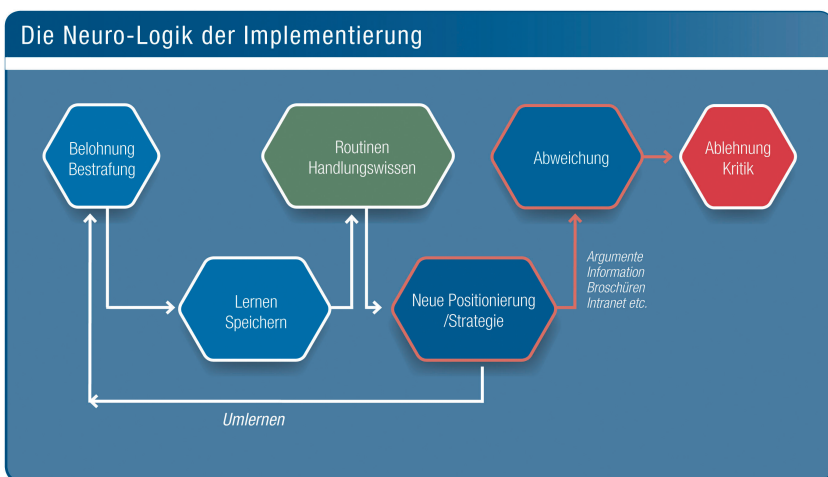 Die Neuro-Logik der Implementierung
Belohnung
Bestrafung
Routinen
Handlungswissen
Abweichung
Ablehnung
Kritik
Lernen
Speichern
Neue Positionierung
/Strategie
Argumente
Information
Broschüren
Intranet etc.
Umlernen